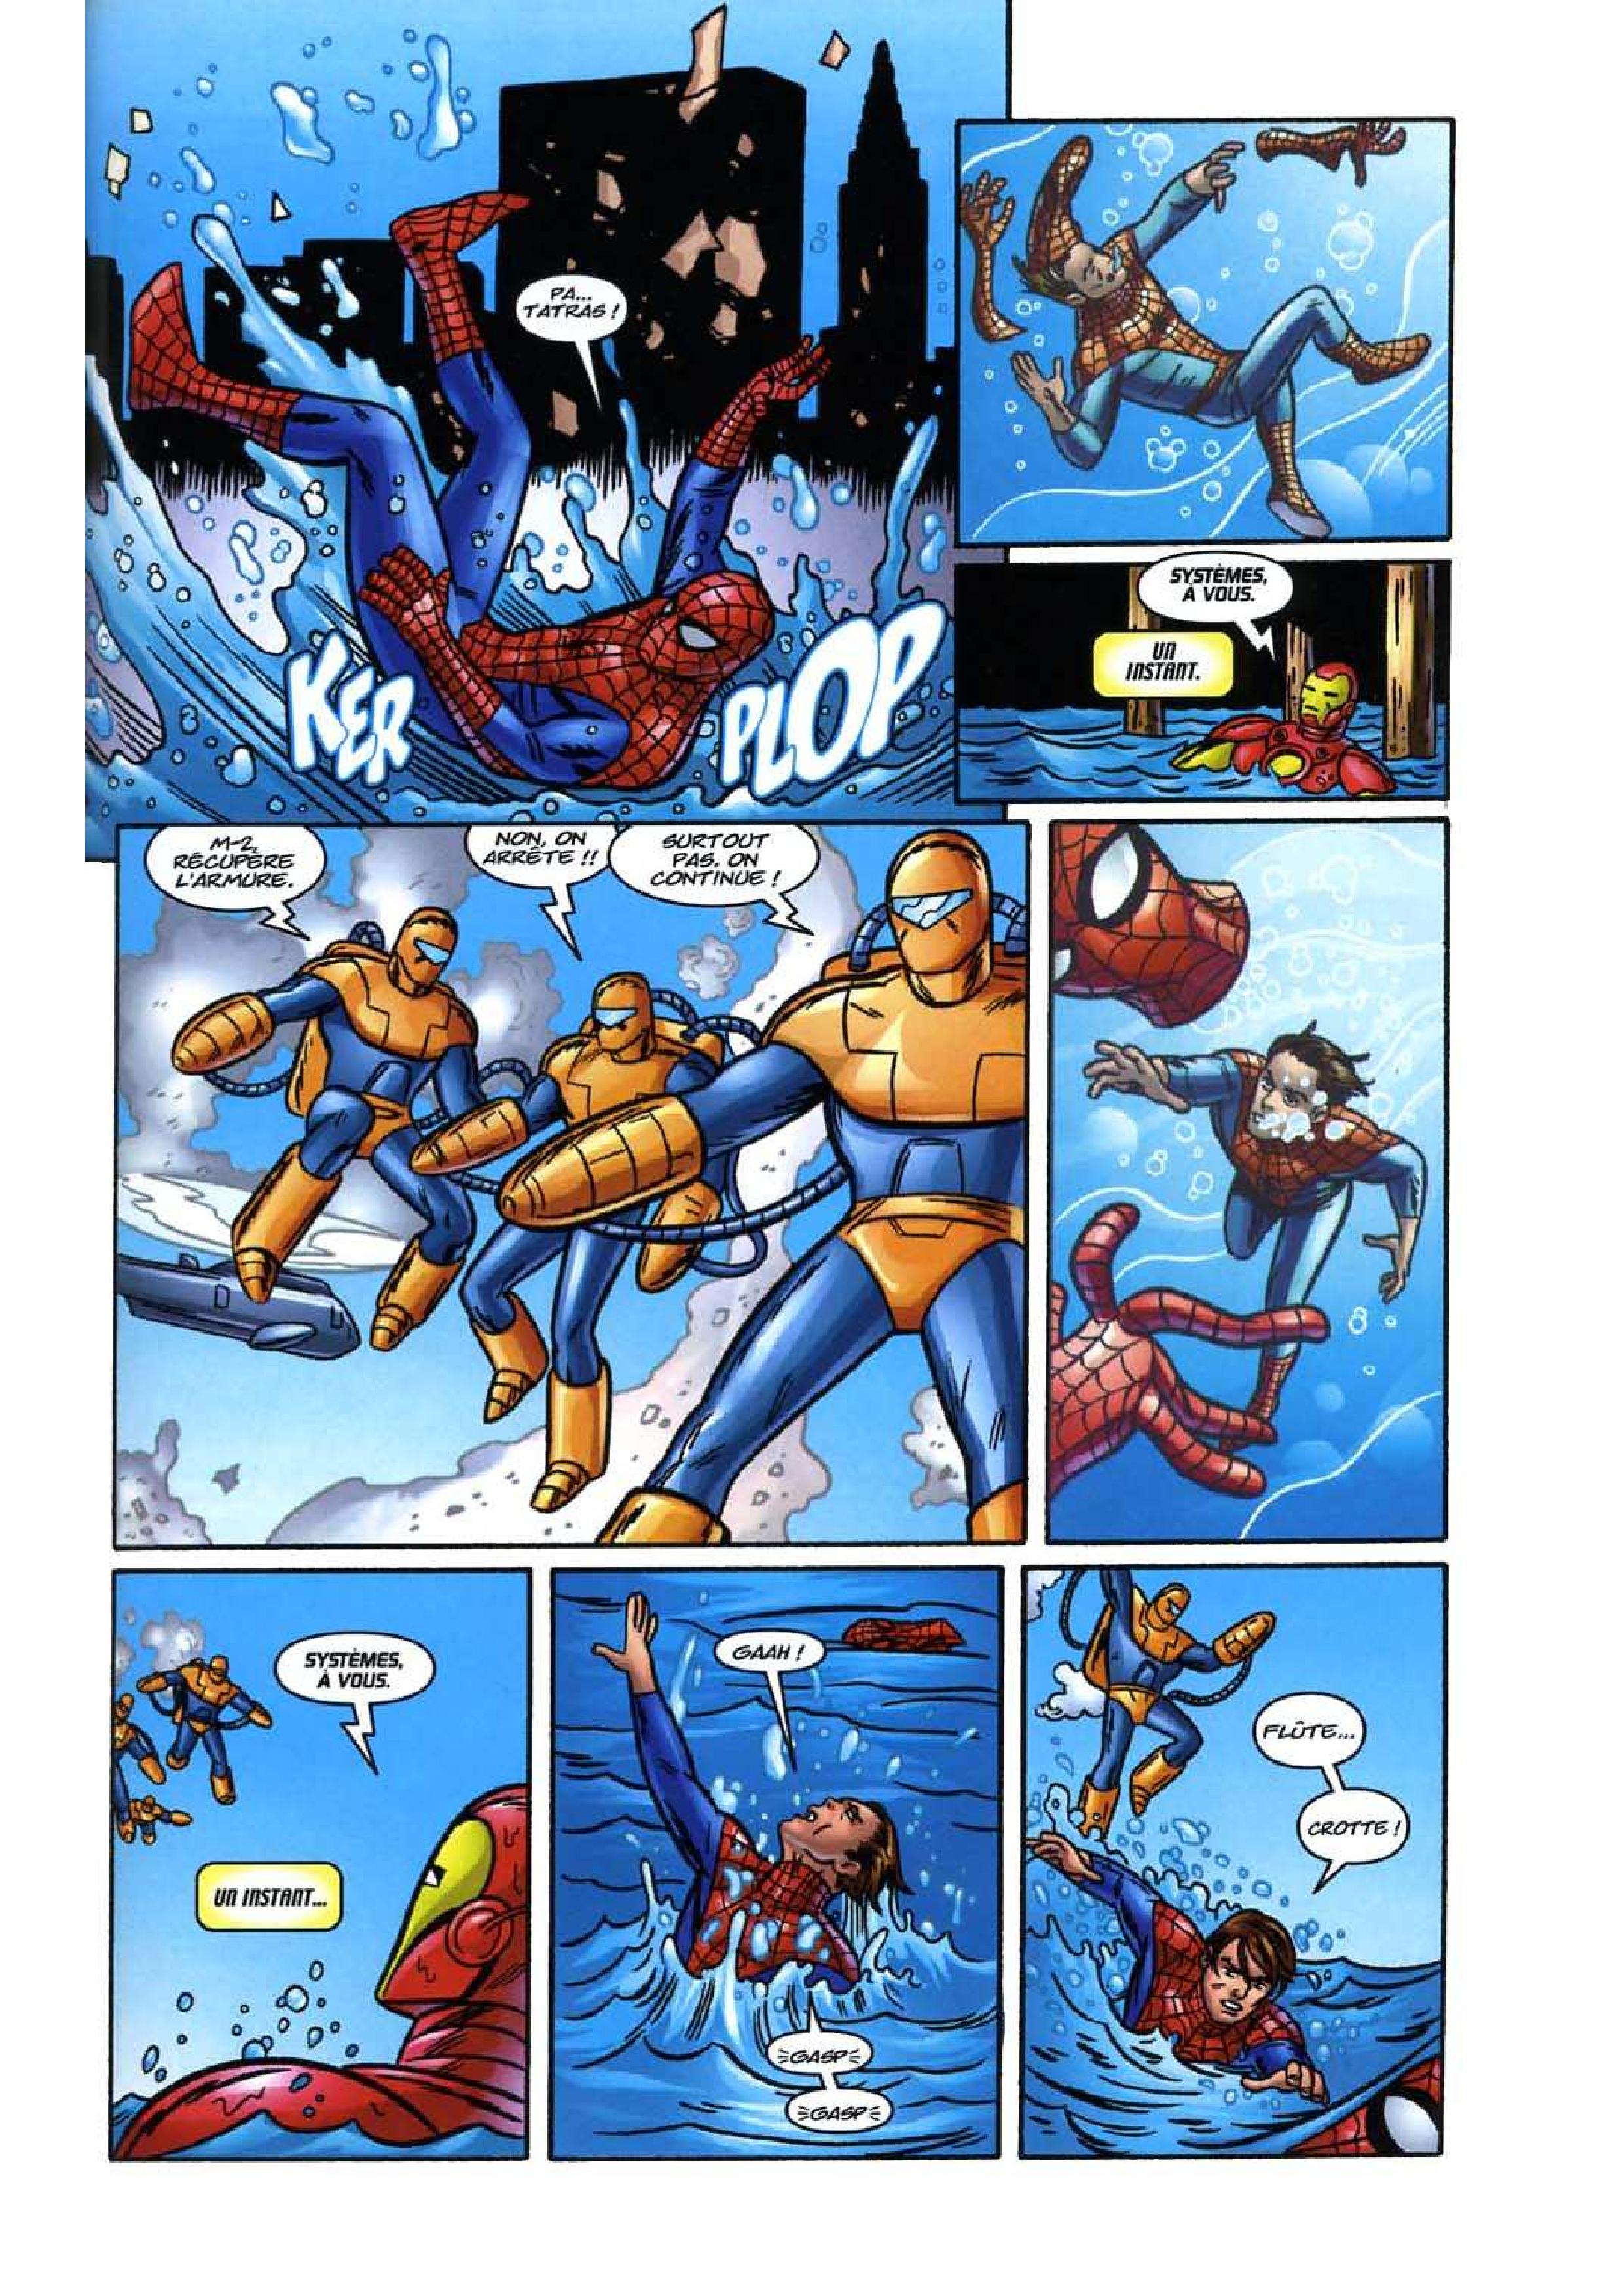 PA...
TATRAS !
KER
PLOP
SYSTÈMES,
À VOUS.
UN
INSTANT.
M-2,
RÉCUPÈRE
L'ARMURE.
NON, ON
ARRÊTE !!
SURTOUT
PAS. ON
CONTINUE !
SYSTÈMES,
À VOUS.
UN INSTANT...
GAAH !
GASP
GASP
FLÛTE...
CROTTE !